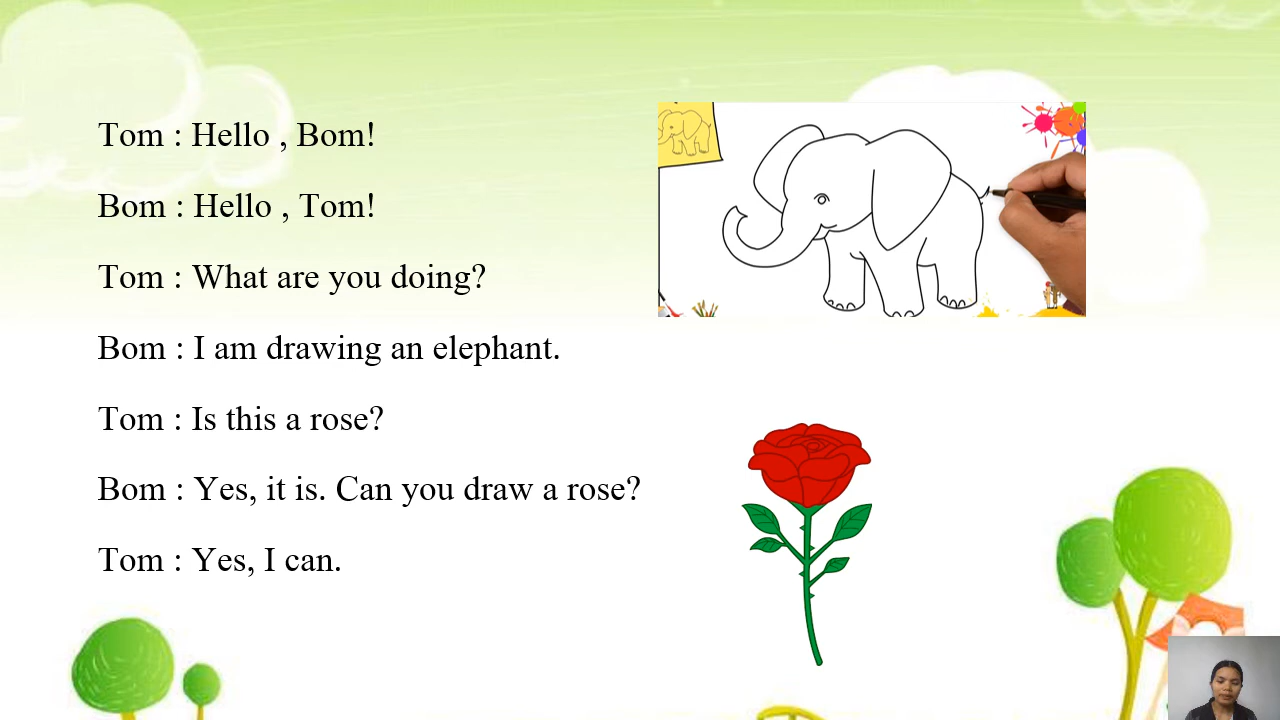 Tom : Hello , Bom!
Bom : Hello , Tom!
Tom : What are you doing?
Bom : I am drawing an elephant.
Tom : Is this a rose?
Bom : Yes, it is. Can you draw a rose?
Tom : Yes, I can.